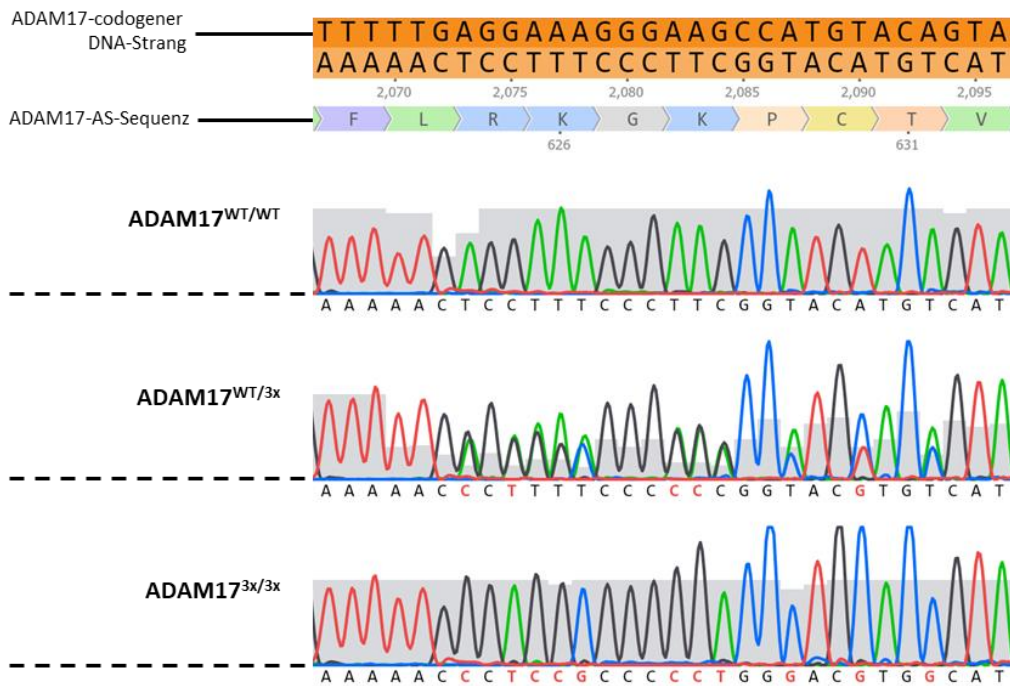 ADAM17-codogener
DNA-Strang
T T T T T G A G G A A A G G G A A G C C A T G T A C A G T A
A A A A A C T C C T T T C C C T T C G G T A C A T G T C A T
2,070 2,075 2,080 2,085 2,090 2,095
ADAM17-AS-Sequenz
F L R K G K P C T V
626 631
ADAM17WT/WT
A A A A A C T C C T T T C C C T T C G G T A C A T G T C A T
ADAM17WT/3x
A A A A A C C C T T T T C C C C C C G G T A C G T G T C A T
ADAM173x/3x
A A A A A C C C T C C G C C C C C T G G G A C G T G G C A T